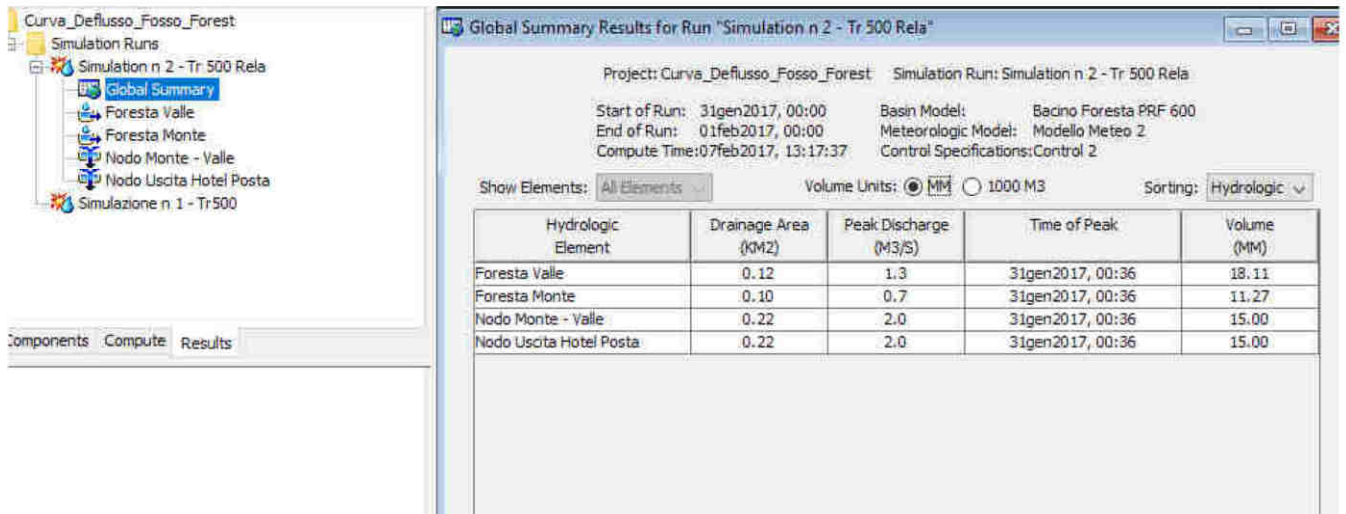 Curva_Deflusso_Fosso_Forest
Simulation Runs
Simulation n 2 - Tr 500 Rela
Global Summary
Foresta Valle
Foresta Monte
Nodo Monte - Valle
Nodo Uscita Hotel Posta
Simulazione n 1 - Tr500
Components Compute Results
Global Summary Results for Run "Simulation n 2 - Tr 500 Rela"
Project: Curva_Deflusso_Fosso_Forest Simulation Run: Simulation n 2 - Tr 500 Rela
Start of Run: 31gen2017, 00:00 Basin Model: Bacino Foresta PRF 600
End of Run: 01feb2017, 00:00 Meteorologic Model: Modello Meteo 2
Compute Time:07feb2017, 13:17:37 Control Specifications:Control 2
Show Elements: All Elements Volume Units: MM 1000 M3 Sorting: Hydrologic
Hydrologic Drainage Area Peak Discharge Time of Peak Volume
Element (KM2) (M3/S) (MM)
Foresta Valle 0.12 1.3 31gen2017, 00:36 18.11
Foresta Monte 0.10 0.7 31gen2017, 00:36 11.27
Nodo Monte - Valle 0.22 2.0 31gen2017, 00:36 15.00
Nodo Uscita Hotel Posta 0.22 2.0 31gen2017, 00:36 15.00